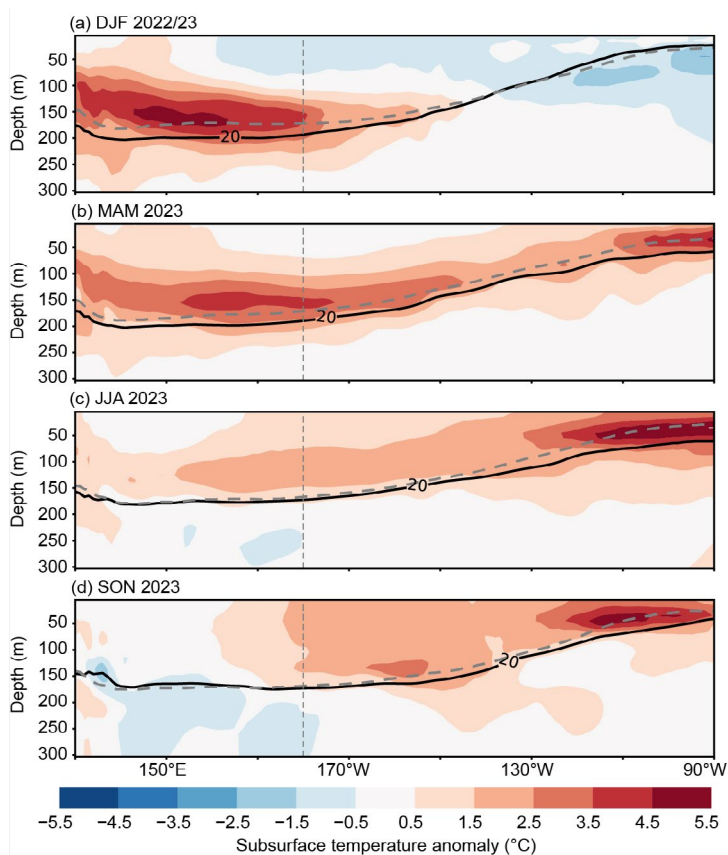 (a) DJF 2022/23
Depth (m)
50
100
150
200
250
300
20
(b) MAM 2023
Depth (m)
50
100
150
200
250
300
20
(c) JJA 2023
Depth (m)
50
100
150
200
250
300
20
(d) SON 2023
Depth (m)
50
100
150
200
250
300
20
150°E 170°W 130°W 90°W
−5.5 −4.5 −3.5 −2.5 −1.5 −0.5 0.5 1.5 2.5 3.5 4.5 5.5
Subsurface temperature anomaly (°C)